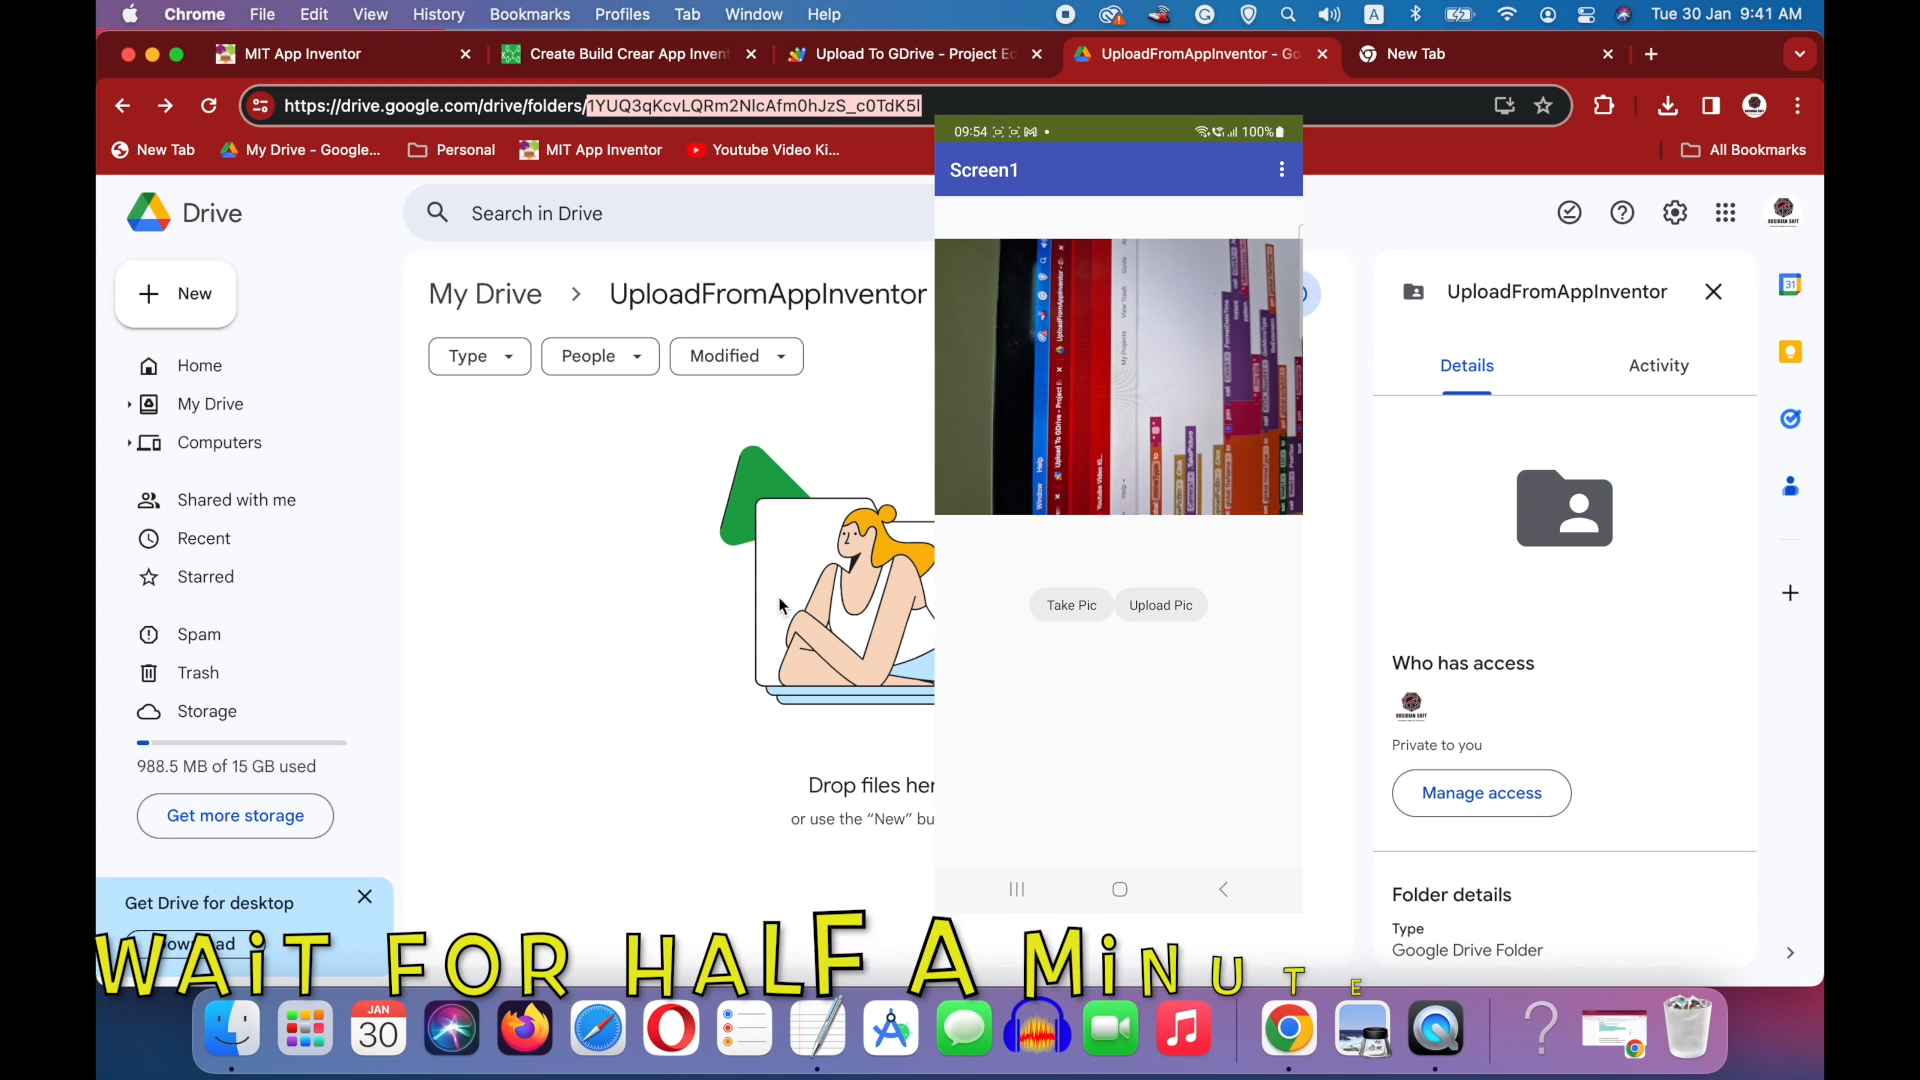 Chrome File Edit View History Bookmarks Profiles Tab Window Help A Tue 30 Jan 9:41 AM
MIT App Inventor
Create Build Crear App Invent
Upload To GDrive - Project Ed
UploadFromAppInventor - Go
New Tab
https://drive.google.com/drive/folders/1YUQ3qKcvLQRm2NlcAfm0hJzS_c0TdK5l
New Tab My Drive - Google... Personal MIT App Inventor Youtube Video Ki... All Bookmarks
09:54 100%
Screen1
Drive
Search in Drive
New
My Drive > UploadFromAppInventor
Type People Modified
Home
My Drive
Computers
Shared with me
Recent
Starred
Spam
Trash
Storage
988.5 MB of 15 GB used
Get more storage
Get Drive for desktop
Take Pic Upload Pic
Drop files her
or use the “New” bu
UploadFromAppInventor
Details Activity
Who has access
OBSIDIAN SOFT
Private to you
Manage access
Folder details
Type
Google Drive Folder
31
WAiT FOR HALF A MiNUTE
JAN
30